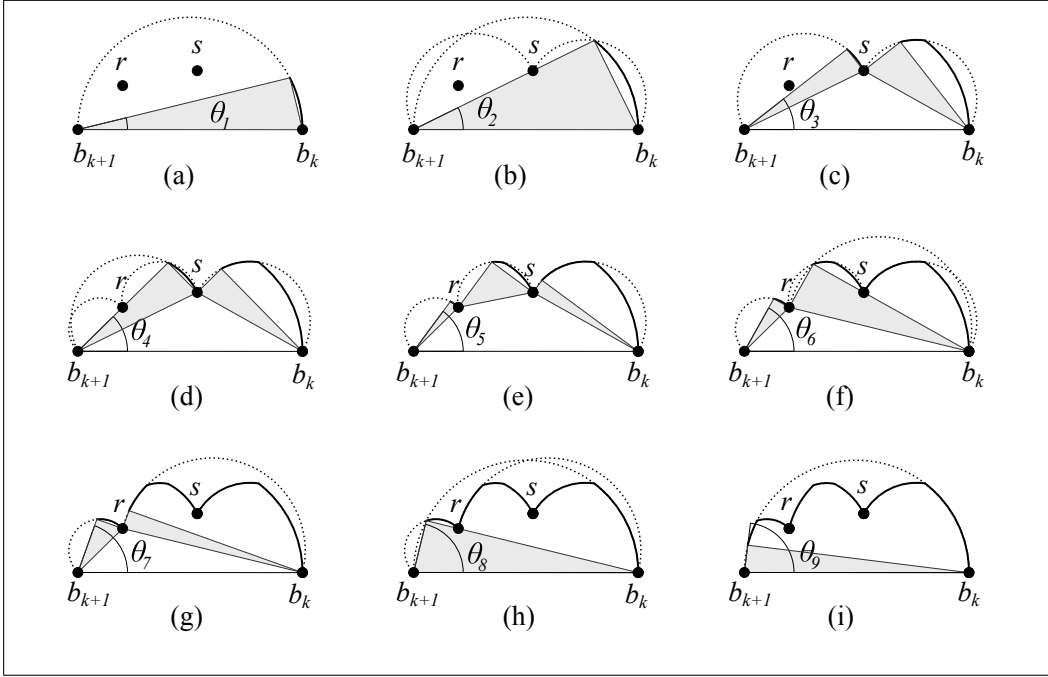 r s θ1 b_{k+1} b_k (a)
r s θ2 b_{k+1} b_k (b)
r s θ3 b_{k+1} b_k (c)
r s θ4 b_{k+1} b_k (d)
r s θ5 b_{k+1} b_k (e)
r s θ6 b_{k+1} b_k (f)
r s θ7 b_{k+1} b_k (g)
r s θ8 b_{k+1} b_k (h)
r s θ9 b_{k+1} b_k (i)